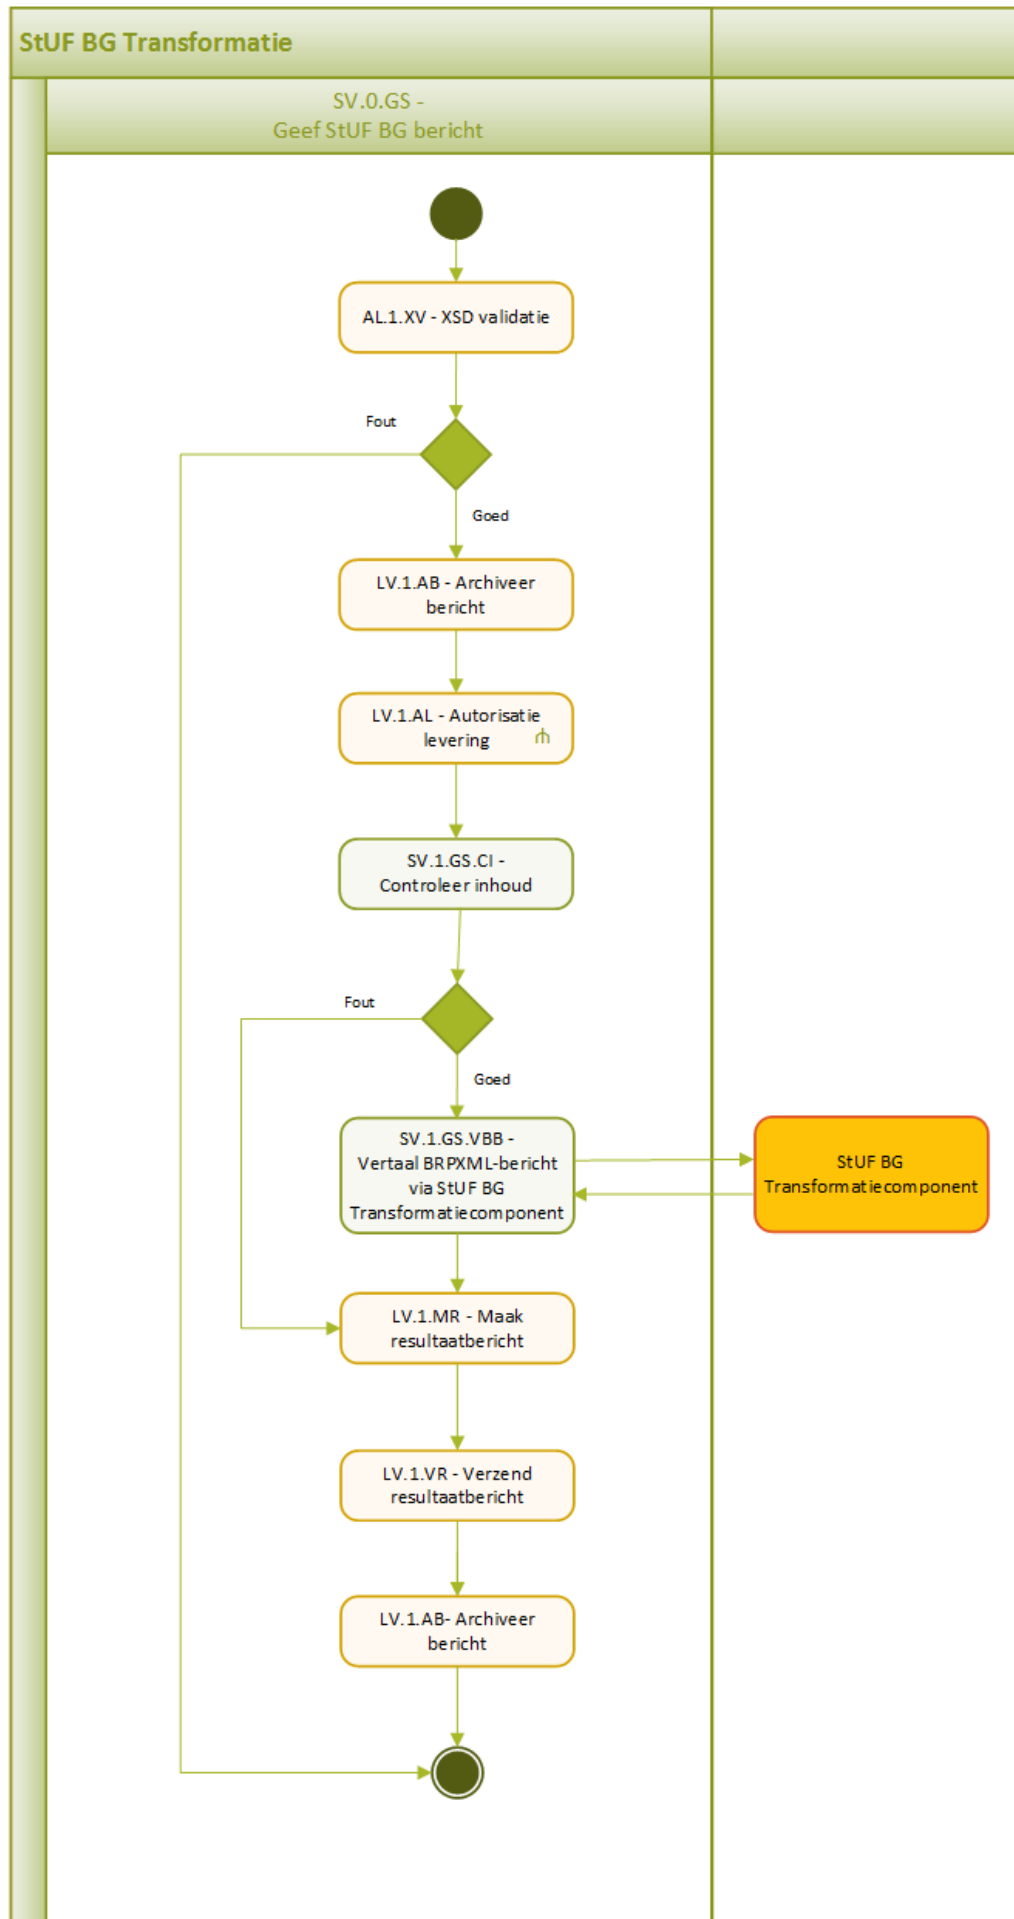 StUF BG Transformatie
SV.0.GS -
Geef StUF BG bericht
AL.1.XV - XSD validatie
Fout
Goed
LV.1.AB - Archiveer
bericht
LV.1.AL - Autorisatie
levering
SV.1.GS.CI -
Controleer inhoud
Fout
Goed
SV.1.GS.VBB -
Vertaal BRPXML-bericht
via StUF BG
Transformatiecomponent
StUF BG
Transformatiecomponent
LV.1.MR - Maak
resultaatbericht
LV.1.VR - Verzend
resultaatbericht
LV.1.AB- Archiveer
bericht